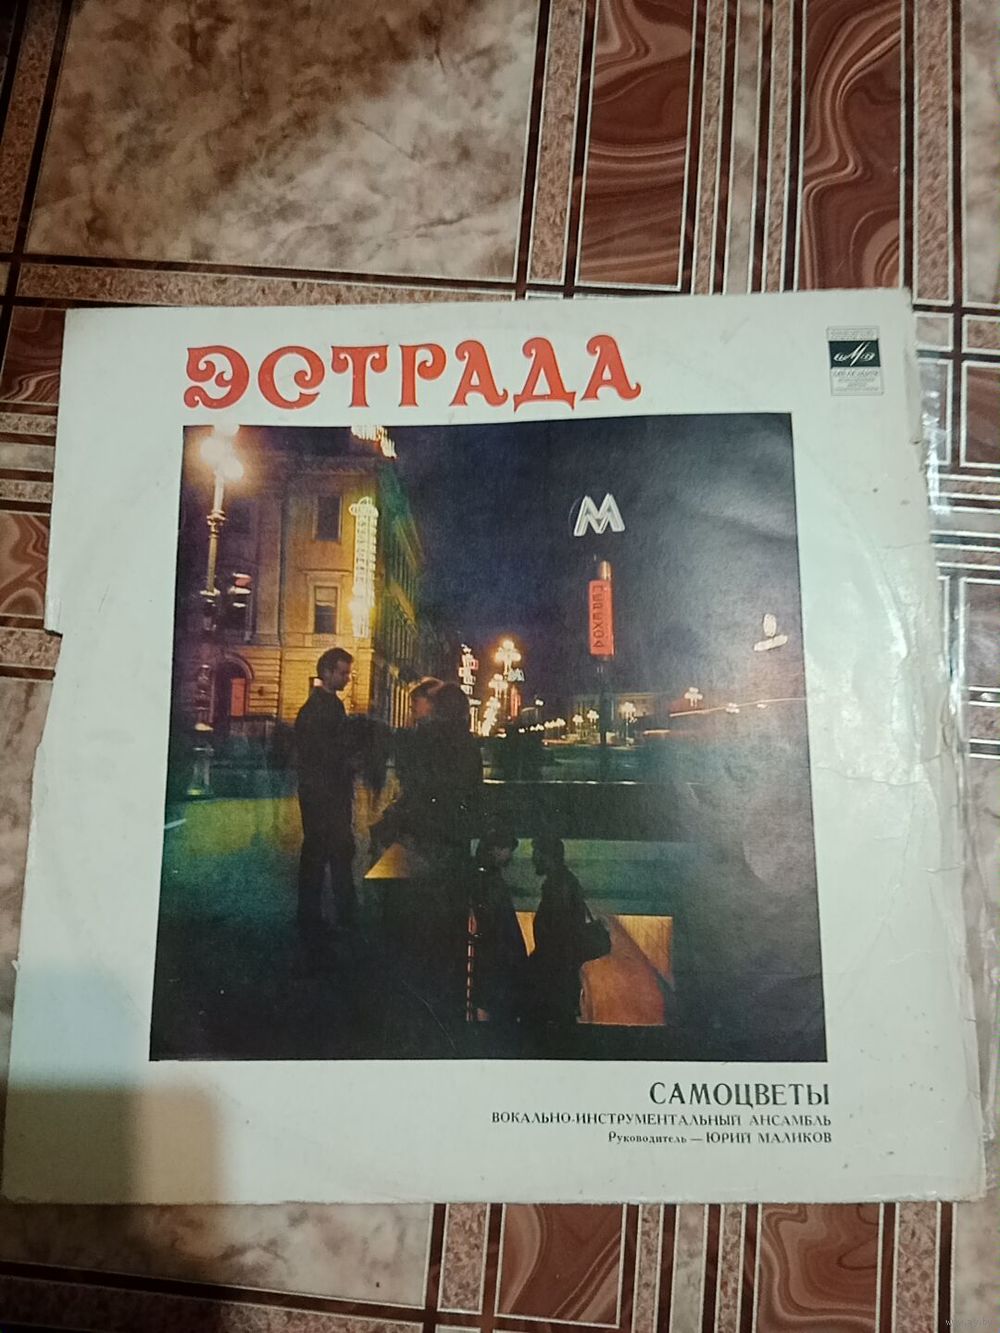 ЭСТРАДА
М
ПЕРЕХОД
САМОЦВЕТЫ
ВОКАЛЬНО-ИНСТРУМЕНТАЛЬНЫЙ АНСАМБЛЬ
Руководитель — ЮРИЙ МАЛИКОВ